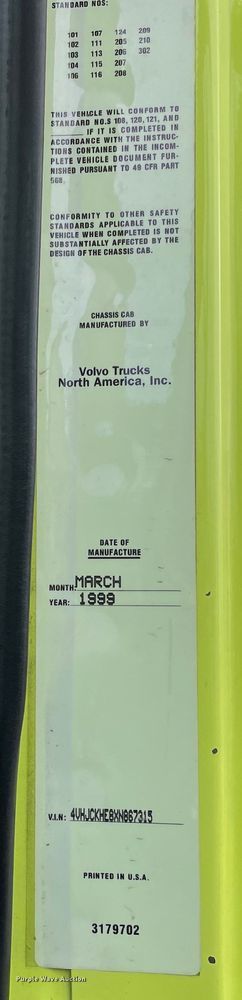 STANDARD NOS:
101 107 124 209
102 111 205 210
103 113 206 302
104 115 207
106 116 208
THIS VEHICLE WILL CONFORM TO
STANDARD NO.S 108, 120, 121, AND
______ IF IT IS COMPLETED IN
ACCORDANCE WITH THE INSTRUC-
TIONS CONTAINED IN THE INCOM-
PLETE VEHICLE DOCUMENT FUR-
NISHED PURSUANT TO 49 CFR PART
568.
CONFORMITY TO OTHER SAFETY
STANDARDS APPLICABLE TO THIS
VEHICLE WHEN COMPLETED IS NOT
SUBSTANTIALLY AFFECTED BY THE
DESIGN OF THE CHASSIS CAB.
CHASSIS CAB
MANUFACTURED BY
Volvo Trucks
North America, Inc.
DATE OF
MANUFACTURE
MONTH: MARCH
YEAR: 1999
V.I.N: 4VHJCKHE8XN867315
PRINTED IN U.S.A.
3179702
Purple Wave Auction